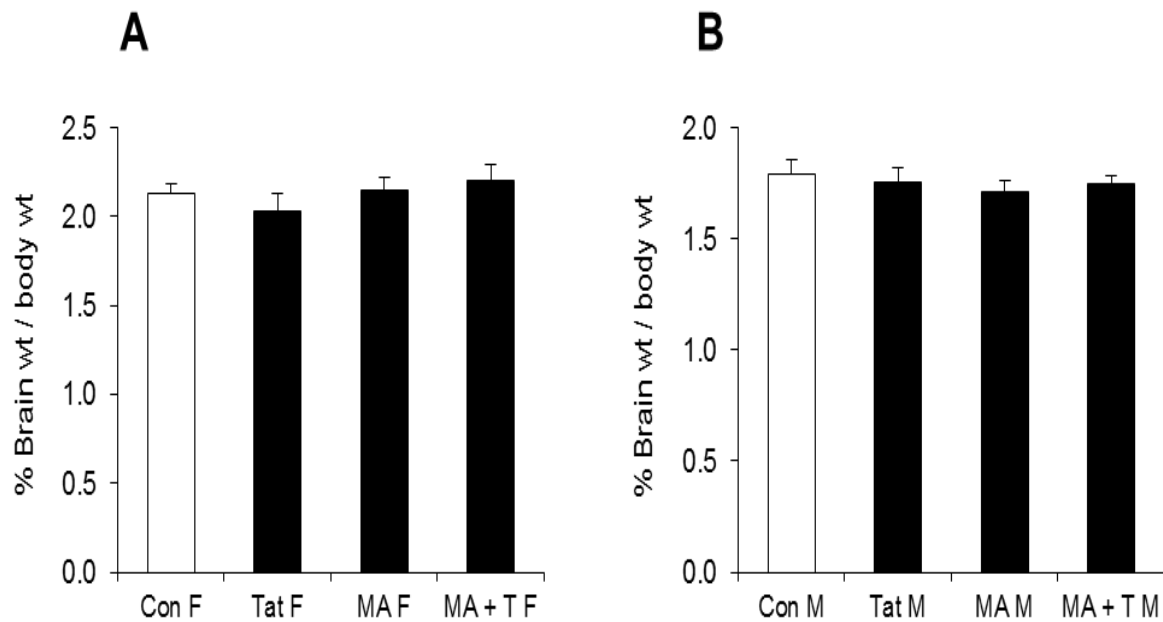 A
% Brain wt / body wt
2.5
2.0
1.5
1.0
0.5
0.0
Con F Tat F MA F MA + T F
B
% Brain wt / body wt
2.0
1.5
1.0
0.5
0.0
Con M Tat M MA M MA + T M